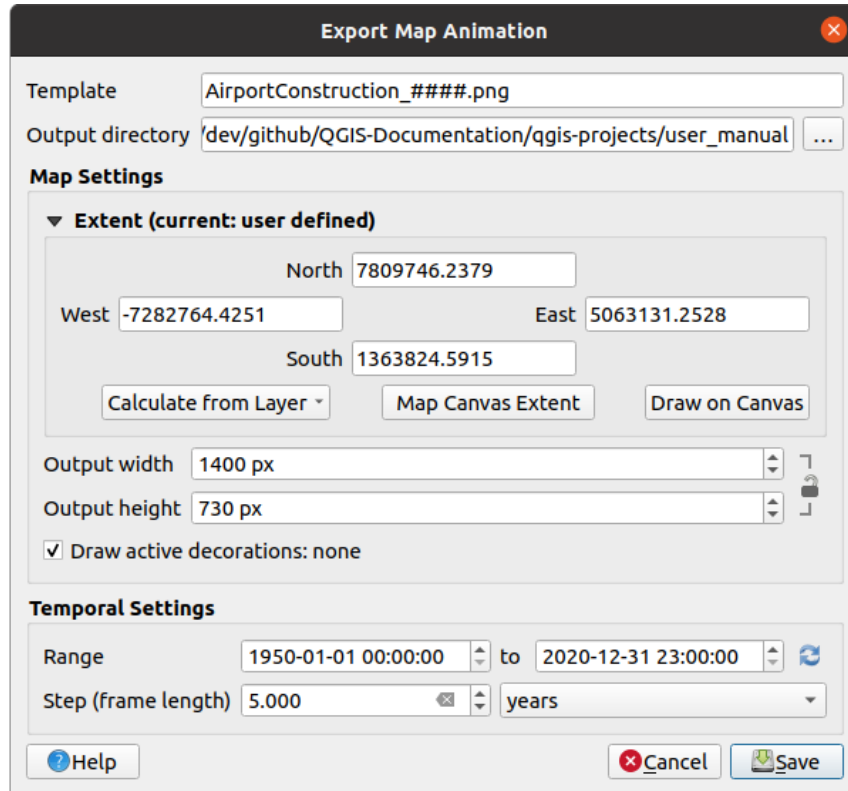 Export Map Animation
Template AirportConstruction_####.png
Output directory /dev/github/QGIS-Documentation/qgis-projects/user_manual ...
Map Settings
Extent (current: user defined)
North 7809746.2379
West -7282764.4251 East 5063131.2528
South 1363824.5915
Calculate from Layer Map Canvas Extent Draw on Canvas
Output width 1400 px
Output height 730 px
Draw active decorations: none
Temporal Settings
Range 1950-01-01 00:00:00 to 2020-12-31 23:00:00
Step (frame length) 5.000 years
Help Cancel Save